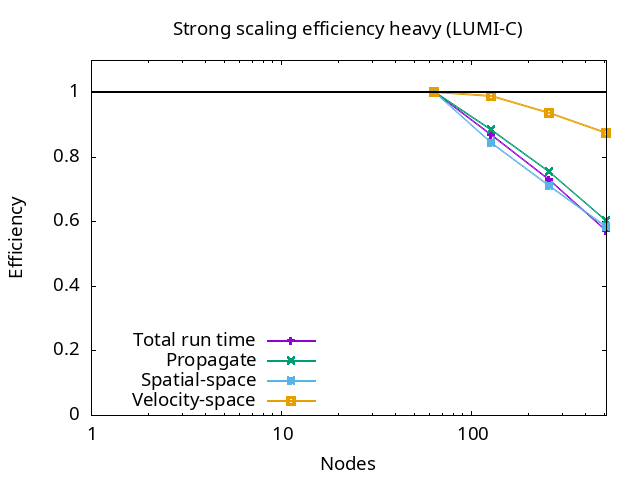 Strong scaling efficiency heavy (LUMI-C)
1
0.8
0.6
0.4
0.2
0
Efficiency
Total run time
Propagate
Spatial-space
Velocity-space
1
10
100
Nodes